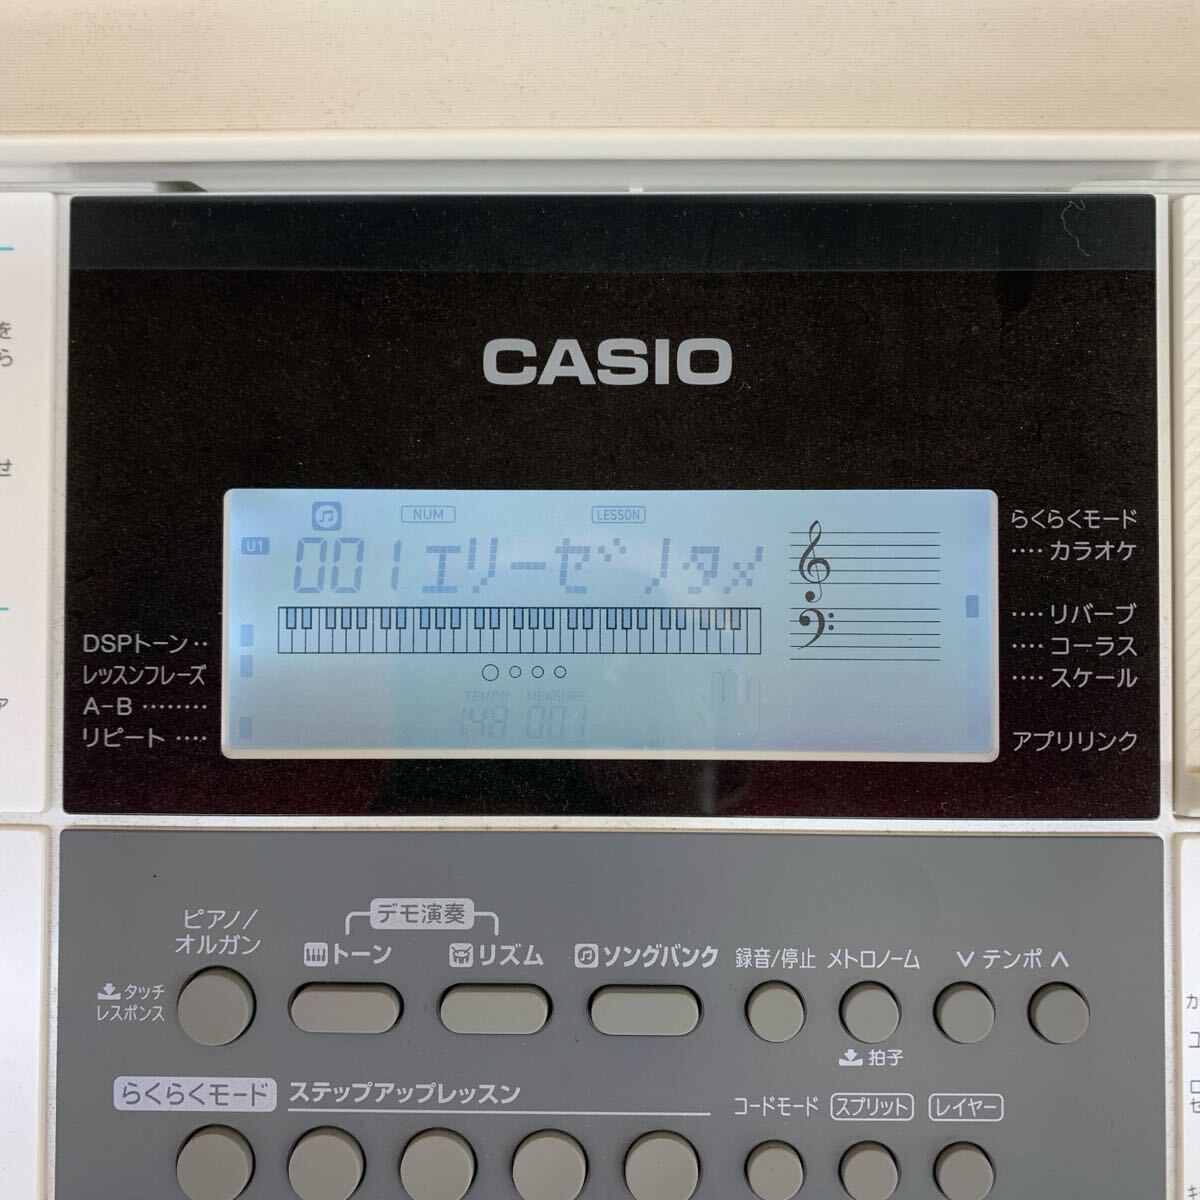 CASIO
NUM
LESSON
U1
001 エリーゼ ノタメ
TEMPO
MEASURE
148
001
DSPトーン‥
レッスンフレーズ
A-B ………
リピート ‥‥
らくらくモード
‥‥ カラオケ
‥‥ リバーブ
‥‥ コーラス
‥‥ スケール
アプリリンク
を
ら
せ
ァ
デモ演奏
ピアノ/
オルガン
トーン
リズム
ソングバンク
録音/停止
メトロノーム
∨ テンポ ∧
タッチ
レスポンス
拍子
らくらくモード
ステップアップレッスン
コードモード
スプリット
レイヤー